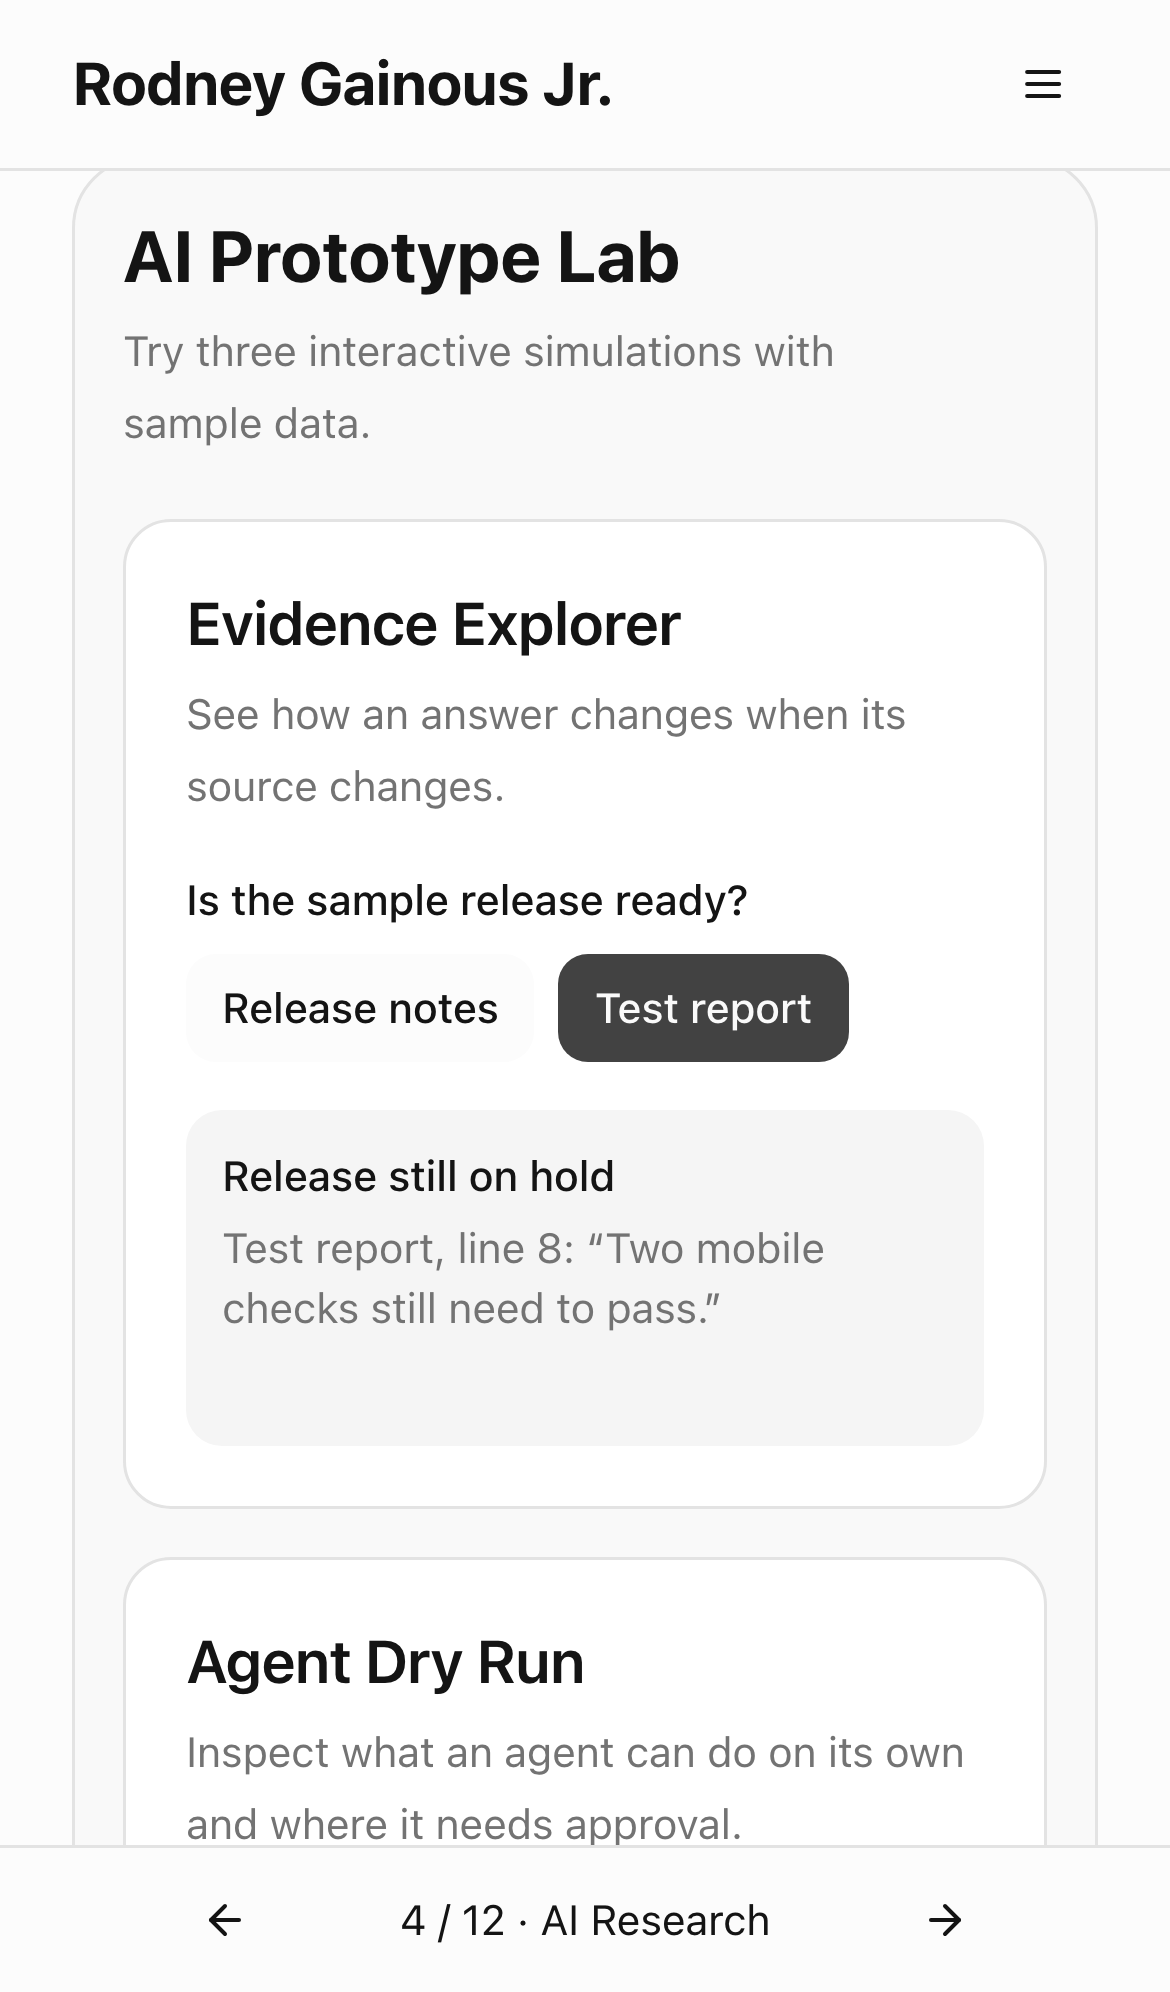 Rodney Gainous Jr.
AI Prototype Lab
Try three interactive simulations with
sample data.
Evidence Explorer
See how an answer changes when its
source changes.
Is the sample release ready?
Release notes
Test report
Release still on hold
Test report, line 8: “Two mobile
checks still need to pass.”
Agent Dry Run
Inspect what an agent can do on its own
and where it needs approval.
4 / 12 · AI Research